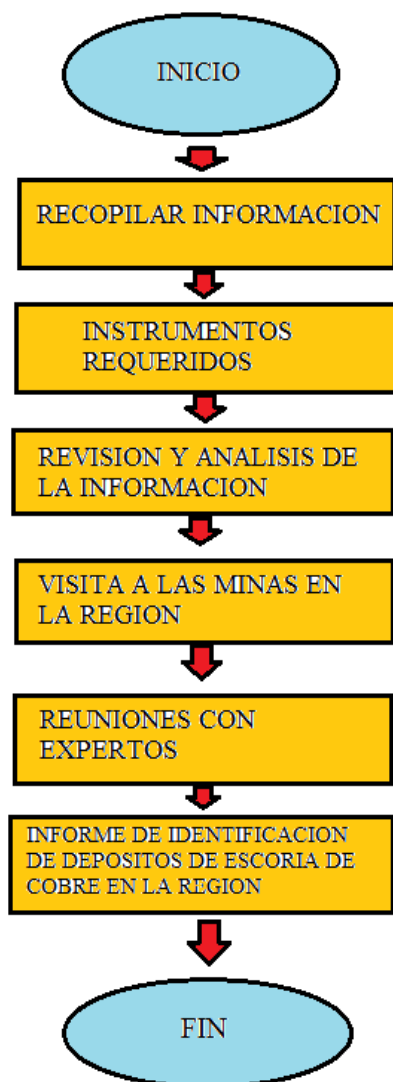 INICIO
RECOPILAR INFORMACION
INSTRUMENTOS
REQUERIDOS
REVISION Y ANALISIS DE
LA INFORMACION
VISITA A LAS MINAS EN
LA REGION
REUNIONES CON
EXPERTOS
INFORME DE IDENTIFICACION
DE DEPOSITOS DE ESCORIA DE
COBRE EN LA REGION
FIN